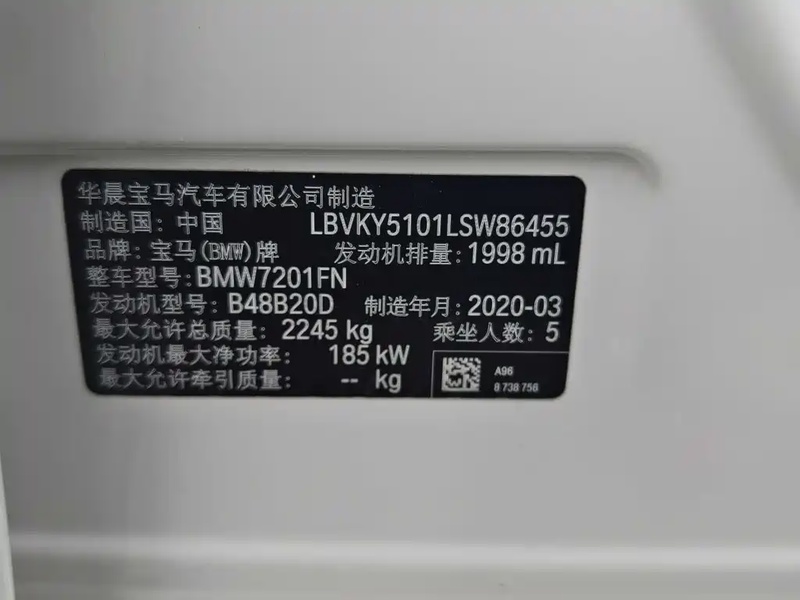 华晨宝马汽车有限公司制造
制造国: 中国 LBVKY5101LSW86455
品牌: 宝马(BMW)牌 发动机排量: 1998 mL
整车型号: BMW7201FN
发动机型号: B48B20D 制造年月: 2020-03
最大允许总质量: 2245 kg 乘坐人数: 5
发动机最大净功率: 185 kW
最大允许牵引质量: -- kg
A96
8 738 756